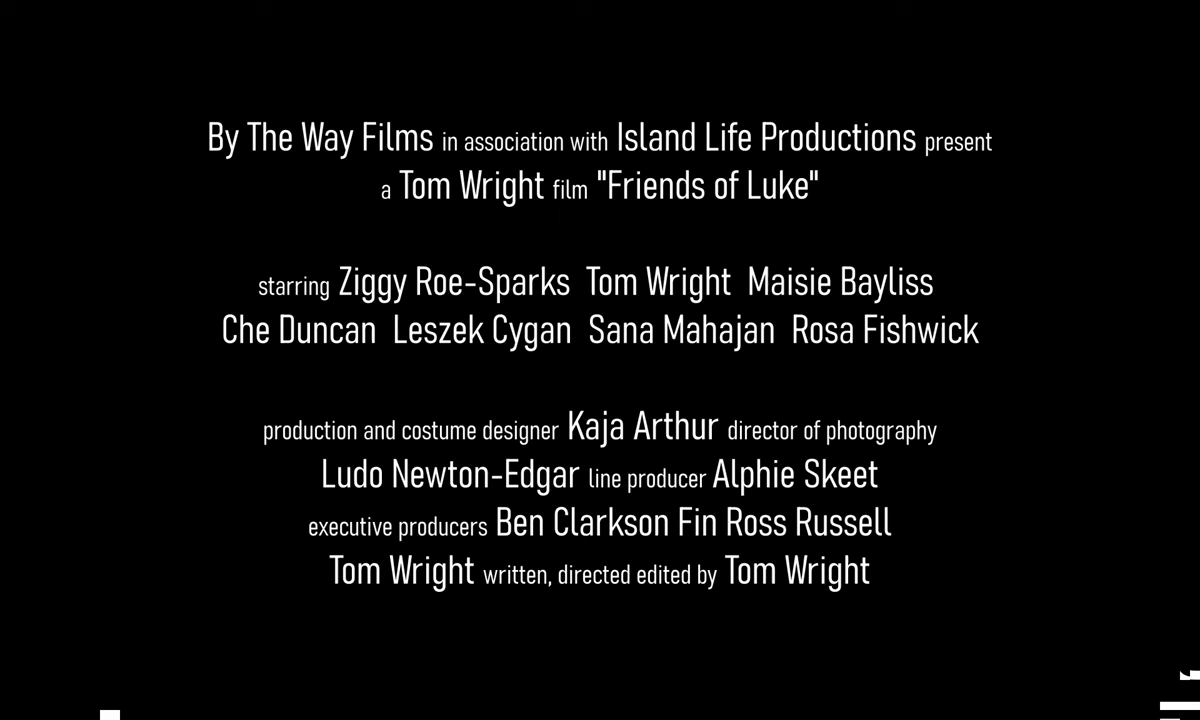 By The Way Films in association with Island Life Productions present
a Tom Wright film "Friends of Luke"
starring Ziggy Roe-Sparks Tom Wright Maisie Bayliss
Che Duncan Leszek Cygan Sana Mahajan Rosa Fishwick
production and costume designer Kaja Arthur director of photography
Ludo Newton-Edgar line producer Alphie Skeet
executive producers Ben Clarkson Fin Ross Russell
Tom Wright written, directed edited by Tom Wright